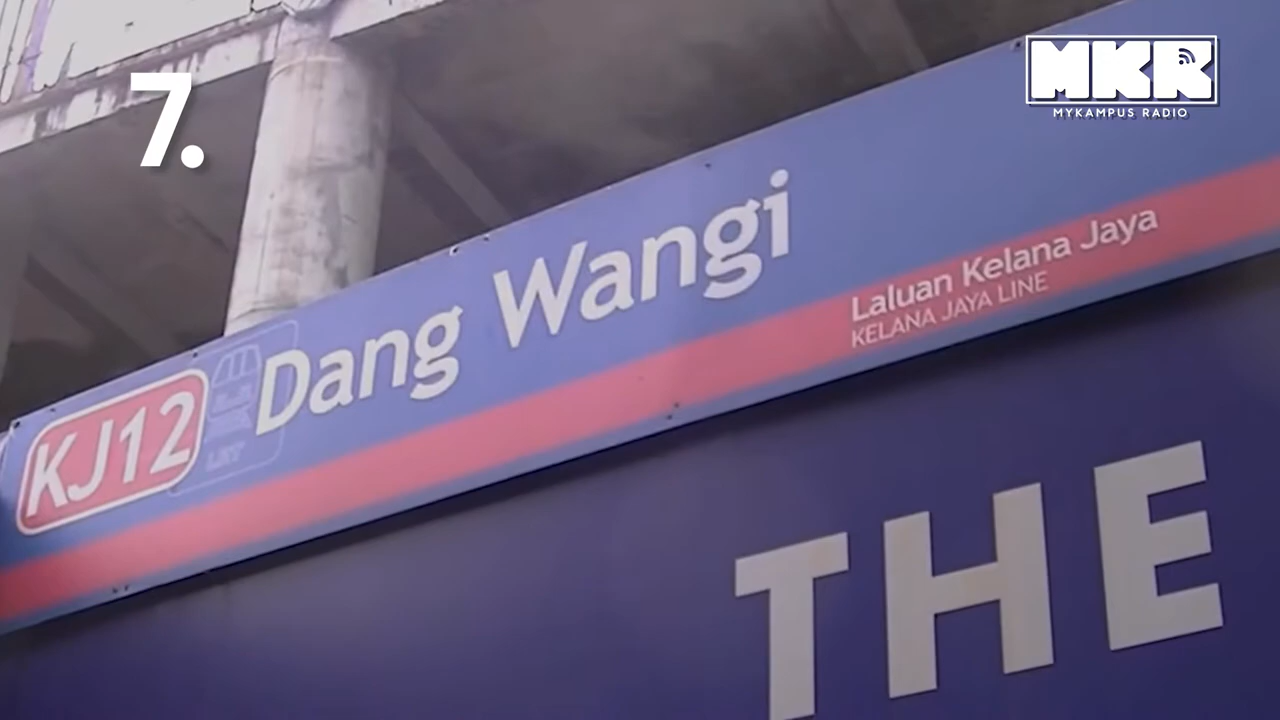 7.
MKR
MYKAMPUS RADIO
KJ12 Dang Wangi
Laluan Kelana Jaya
KELANA JAYA LINE
THE